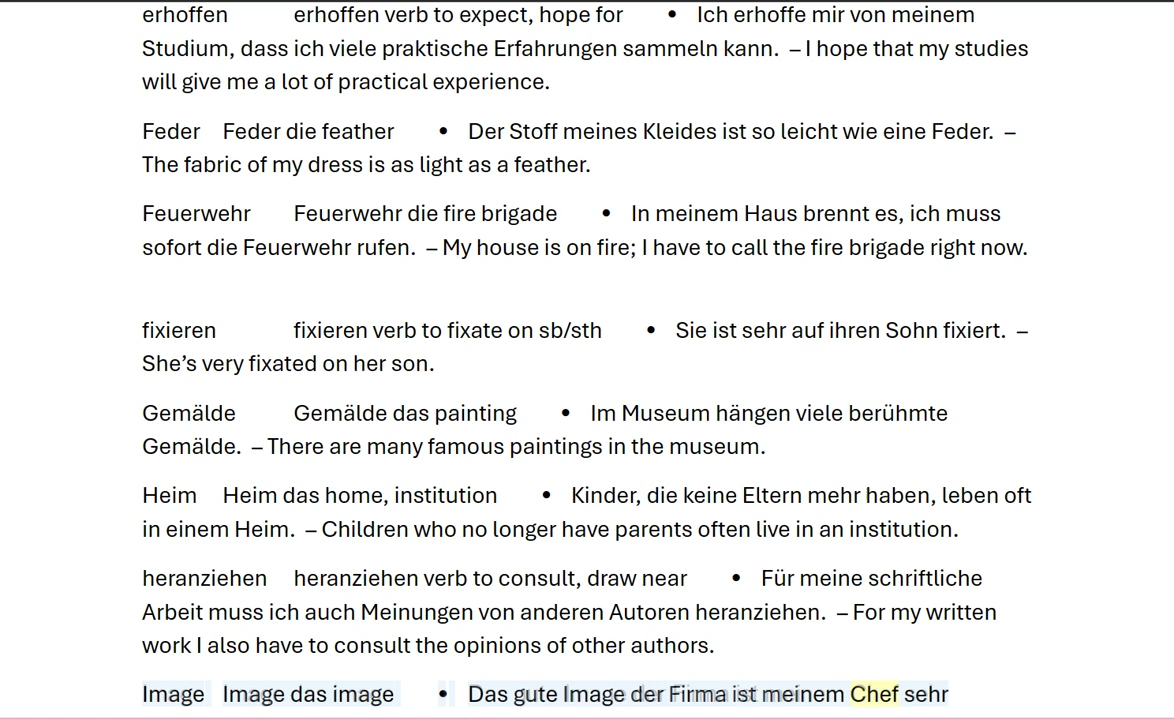 erhoffen erhoffen verb to expect, hope for • Ich erhoffe mir von meinem
Studium, dass ich viele praktische Erfahrungen sammeln kann. – I hope that my studies
will give me a lot of practical experience.
Feder Feder die feather • Der Stoff meines Kleides ist so leicht wie eine Feder. –
The fabric of my dress is as light as a feather.
Feuerwehr Feuerwehr die fire brigade • In meinem Haus brennt es, ich muss
sofort die Feuerwehr rufen. – My house is on fire; I have to call the fire brigade right now.
fixieren fixieren verb to fixate on sb/sth • Sie ist sehr auf ihren Sohn fixiert. –
She’s very fixated on her son.
Gemälde Gemälde das painting • Im Museum hängen viele berühmte
Gemälde. – There are many famous paintings in the museum.
Heim Heim das home, institution • Kinder, die keine Eltern mehr haben, leben oft
in einem Heim. – Children who no longer have parents often live in an institution.
heranziehen heranziehen verb to consult, draw near • Für meine schriftliche
Arbeit muss ich auch Meinungen von anderen Autoren heranziehen. – For my written
work I also have to consult the opinions of other authors.
Image Image das image • Das gute Image der Firma ist meinem Chef sehr